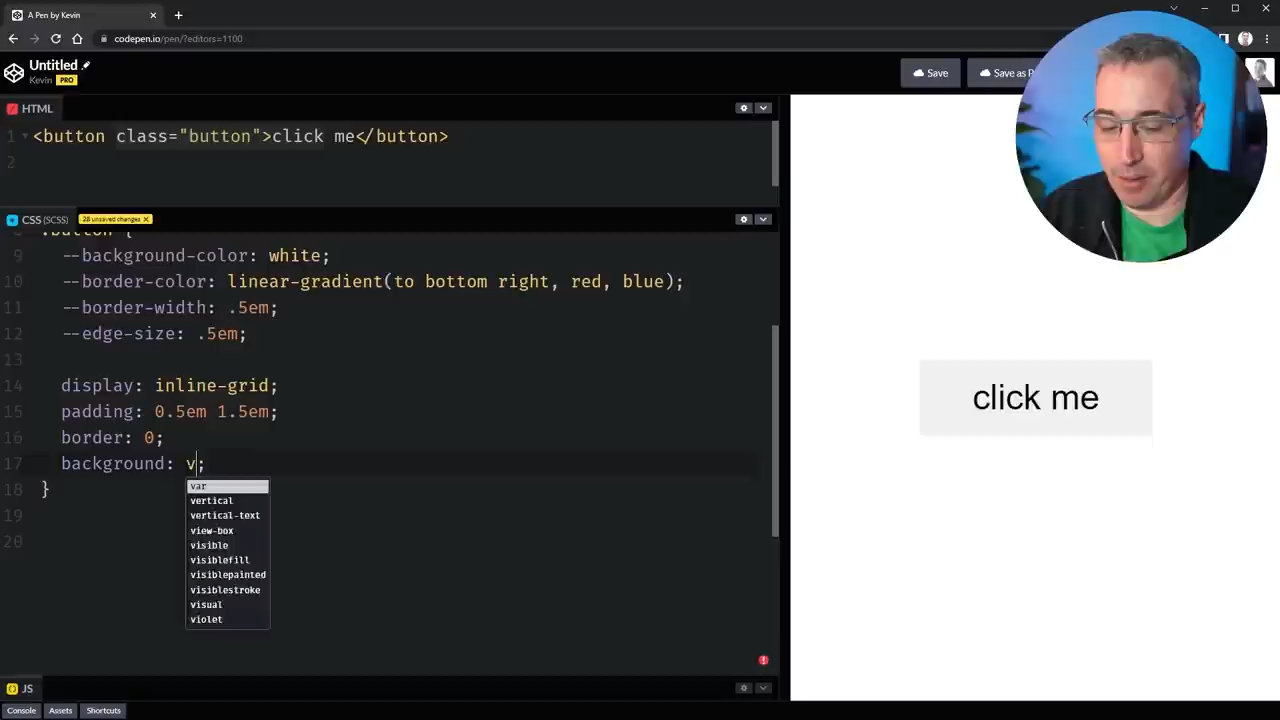 A Pen by Kevin
codepen.io/pen/?editors=1100
Untitled
Kevin PRO
Save
Save as P
HTML
1 <button class="button">click me</button>
2
CSS (SCSS) 28 unsaved changes X
.button {
9 --background-color: white;
10 --border-color: linear-gradient(to bottom right, red, blue);
11 --border-width: .5em;
12 --edge-size: .5em;
13
14 display: inline-grid;
15 padding: 0.5em 1.5em;
16 border: 0;
17 background: v;
18 }
19
20
var
vertical
vertical-text
view-box
visible
visiblefill
visiblepainted
visiblestroke
visual
violet
click me
JS
Console Assets Shortcuts